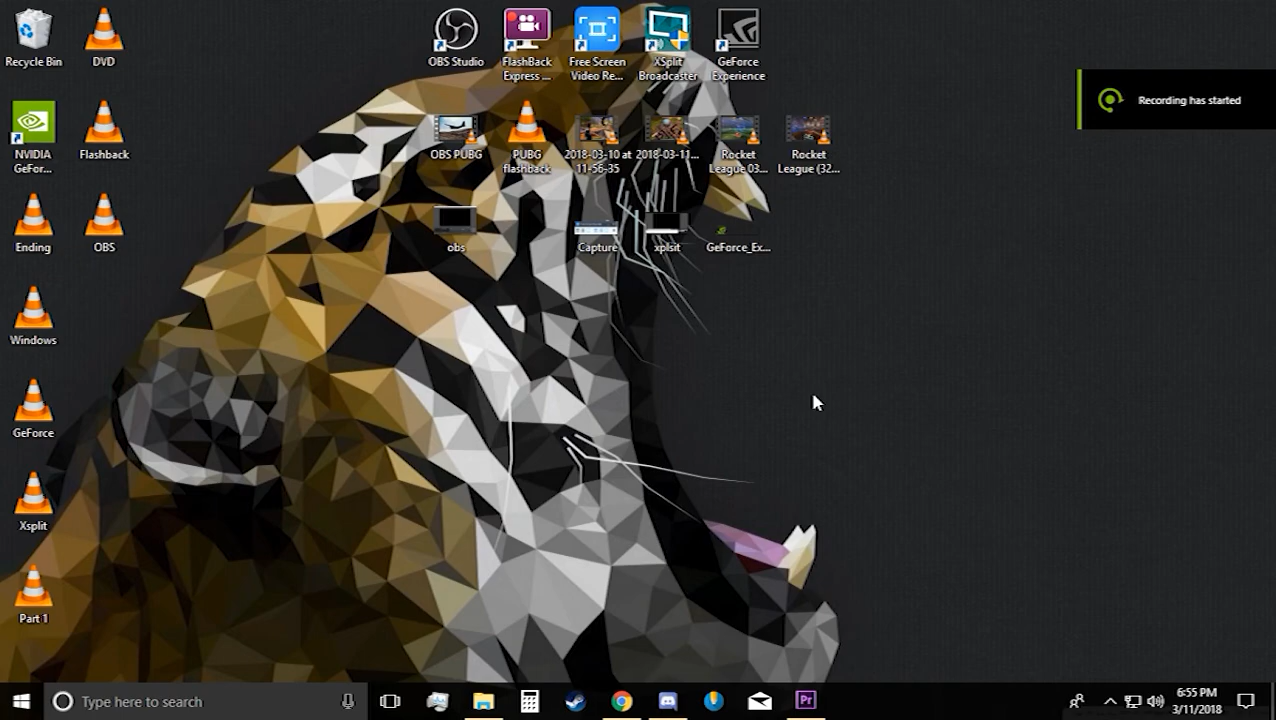 Recycle Bin
DVD
OBS Studio
FlashBack
Express ...
Free Screen
Video Re...
XSplit
Broadcaster
GeForce
Experience
Recording has started
NVIDIA
GeFor...
Flashback
OBS PUBG
PUBG
flashback
2018-03-10 at
11-56-35
2018-03-11...
Rocket
League 03...
Rocket
League (32...
Ending
OBS
obs
Capture
xplsit
GeForce_Ex...
Windows
GeForce
Xsplit
Part 1
Type here to search
Pr
6:55 PM
3/11/2018